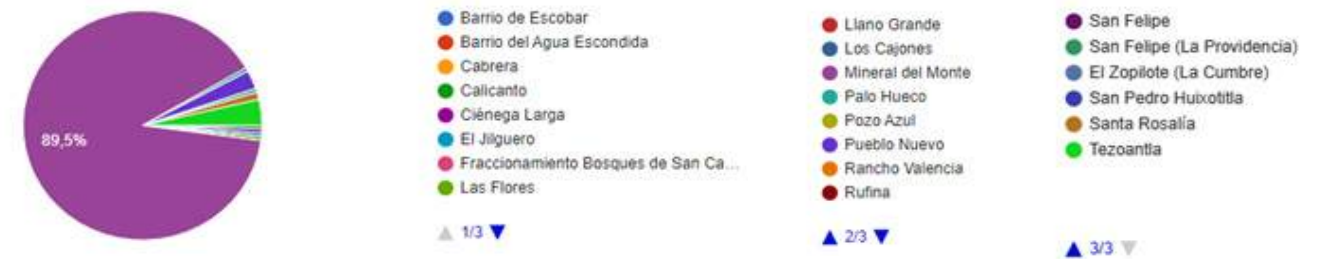 89,5%
Barrio de Escobar
Barrio del Agua Escondida
Cabrera
Calicanto
Ciénega Larga
El Jilguero
Fraccionamiento Bosques de San Ca...
Las Flores
1/3
Llano Grande
Los Cajones
Mineral del Monte
Palo Hueco
Pozo Azul
Pueblo Nuevo
Rancho Valencia
Rufina
2/3
San Felipe
San Felipe (La Providencia)
El Zopilote (La Cumbre)
San Pedro Huixotitla
Santa Rosalía
Tezoantla
3/3